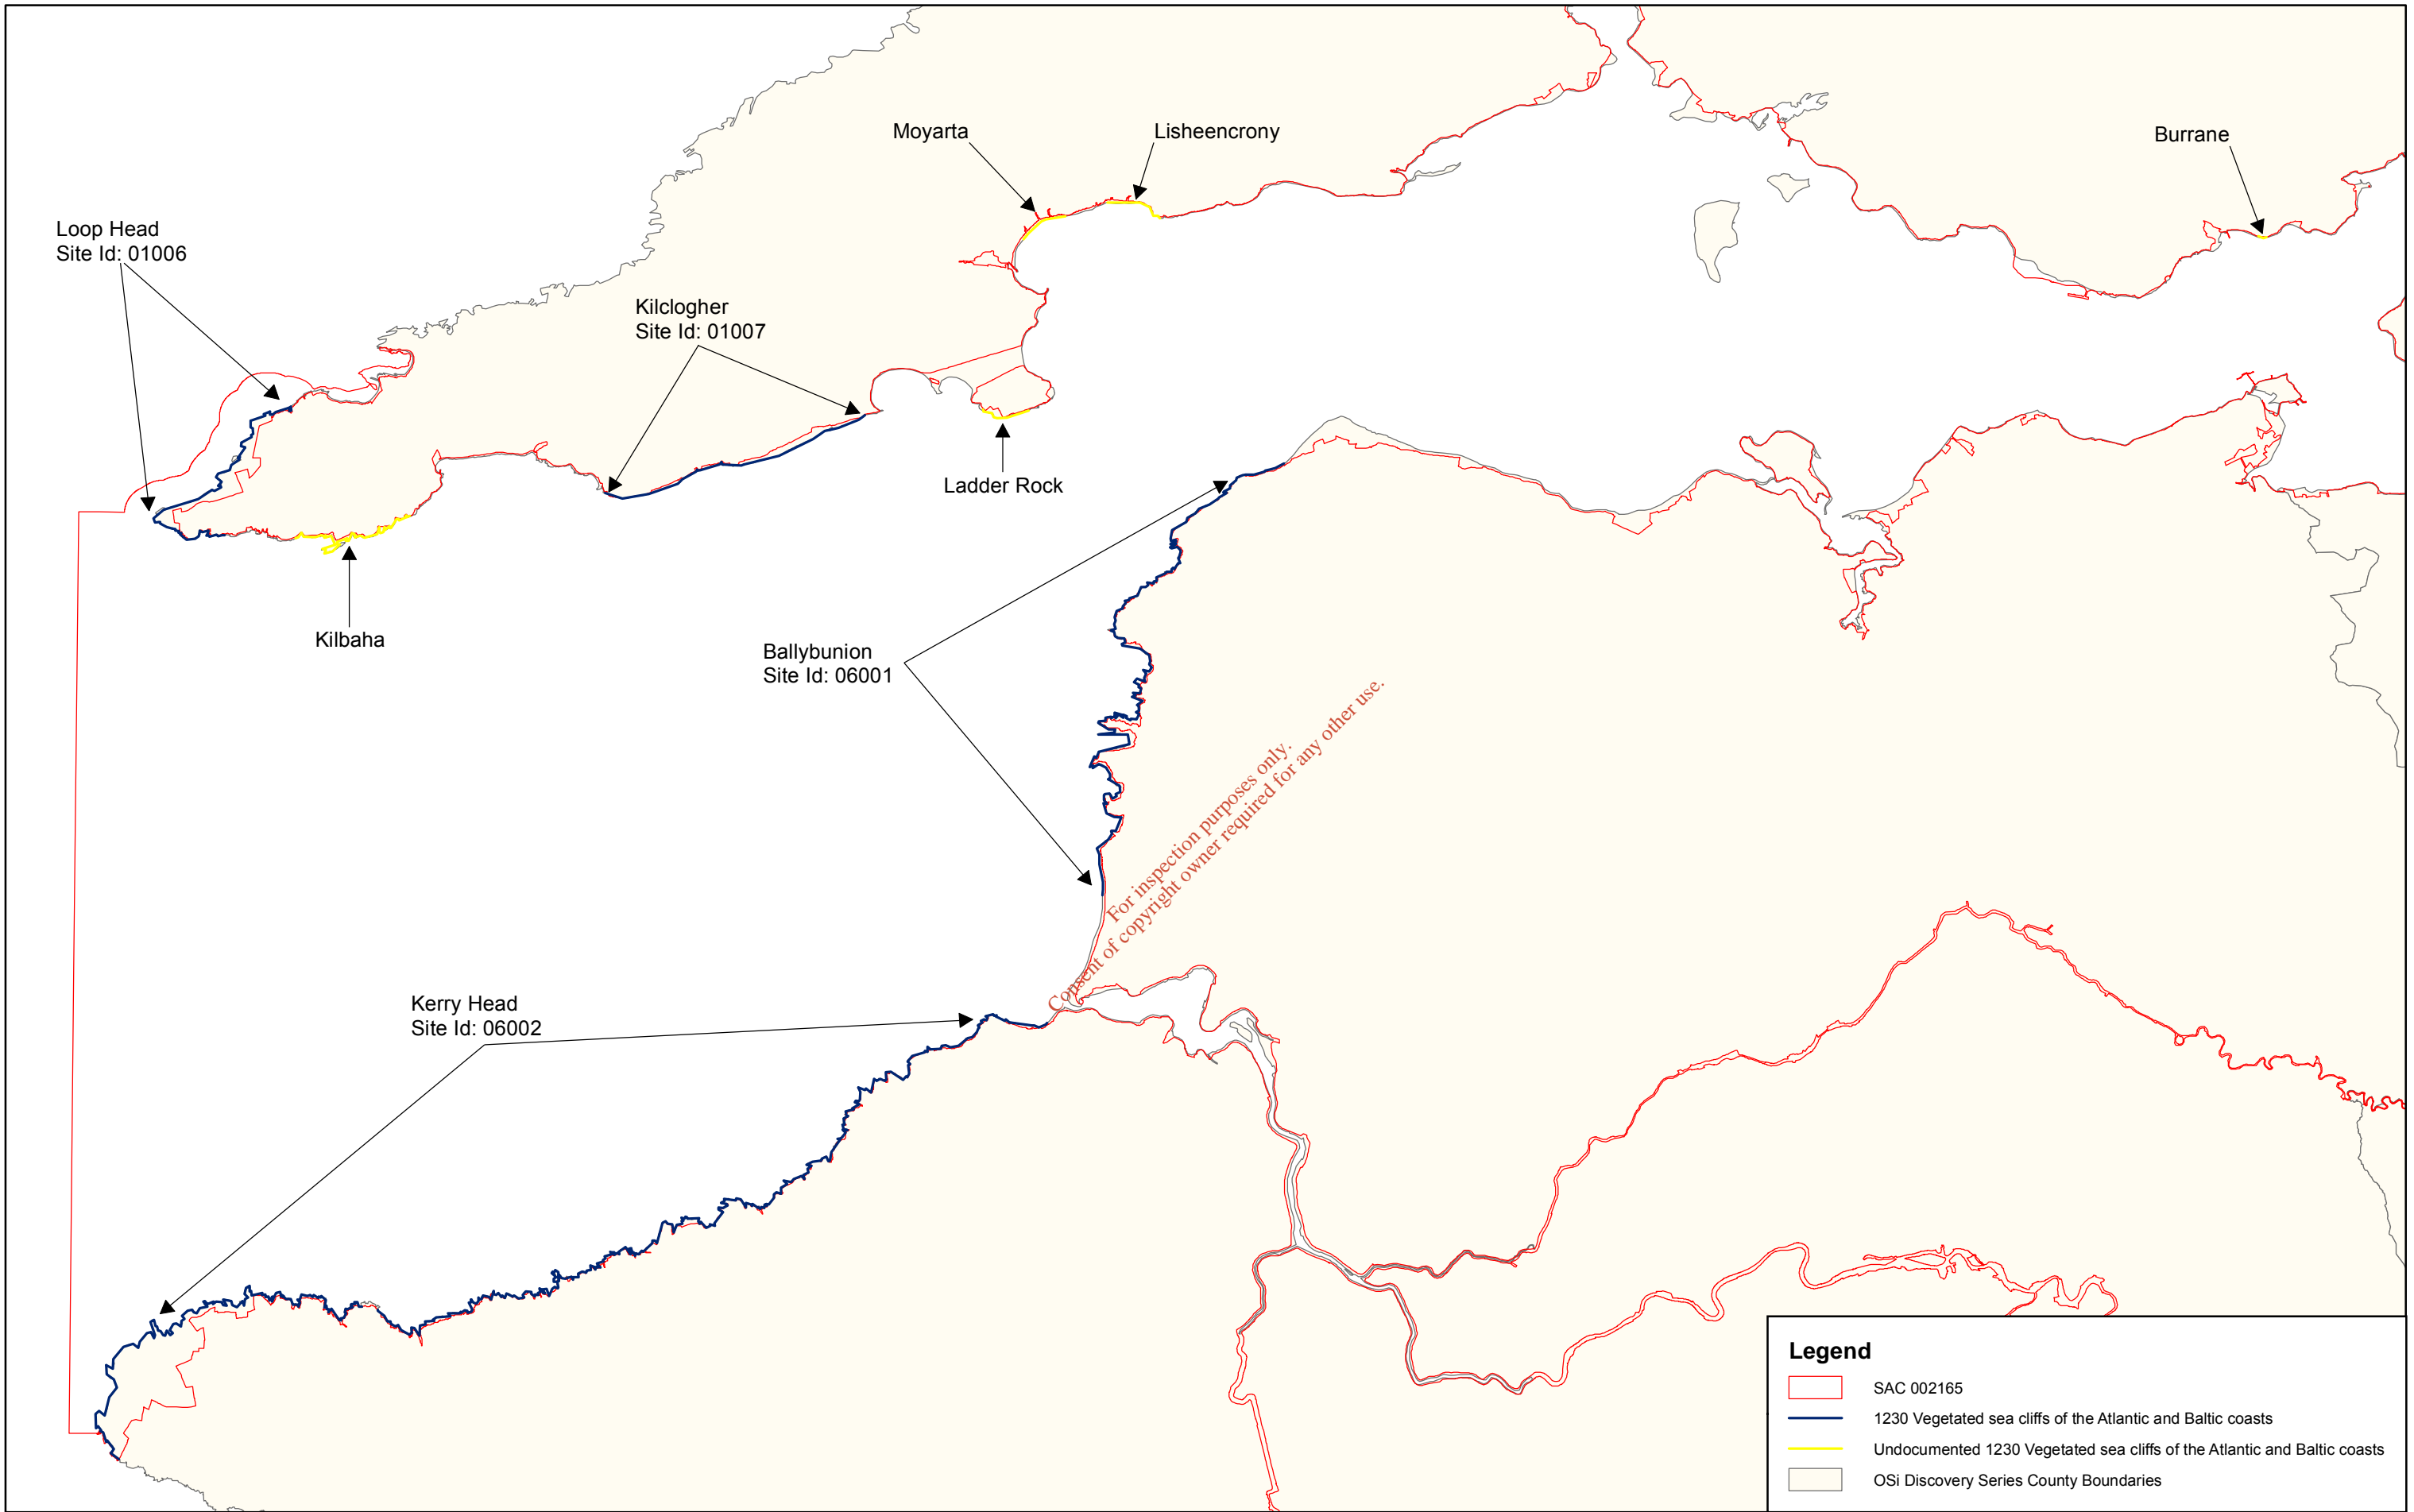 Moyarta
Lisheencrony
Burrane
Loop Head
Site Id: 01006
Kilclogher
Site Id: 01007
Ladder Rock
Kilbaha
Ballybunion
Site Id: 06001
For inspection purposes only.
Consent of copyright owner required for any other use.
Kerry Head
Site Id: 06002
Legend
SAC 002165
1230 Vegetated sea cliffs of the Atlantic and Baltic coasts
Undocumented 1230 Vegetated sea cliffs of the Atlantic and Baltic coasts
OSi Discovery Series County Boundaries